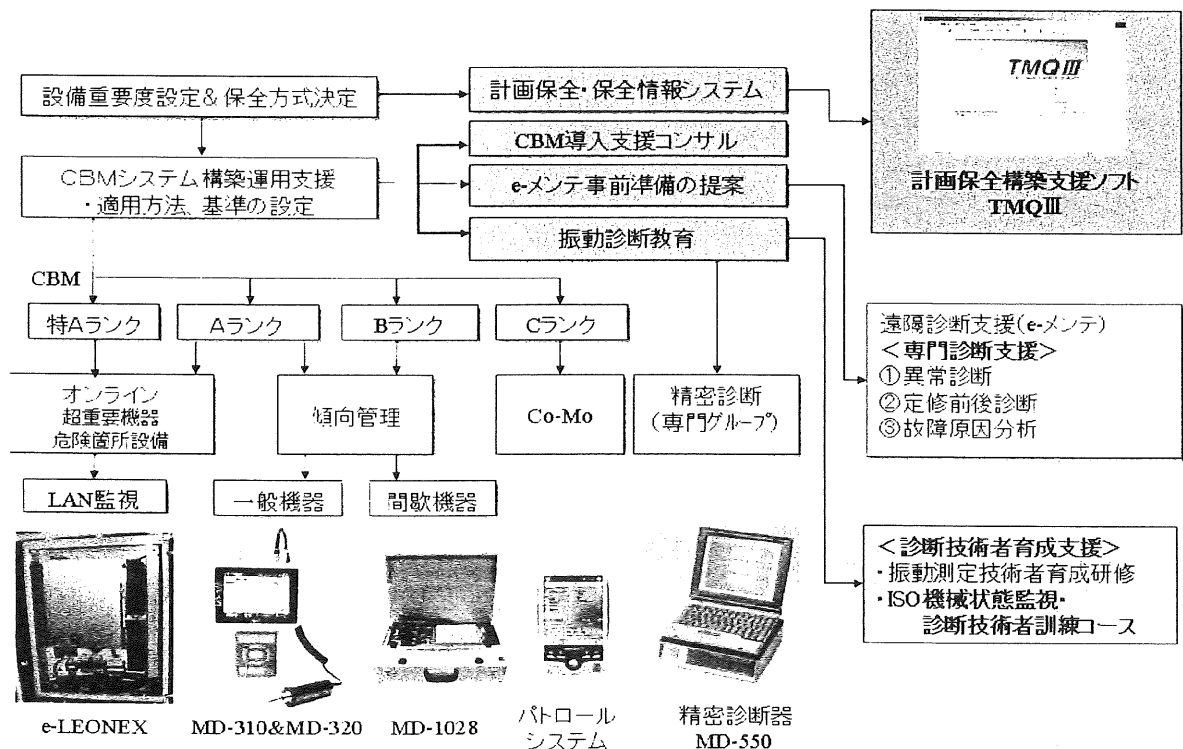 設備重要度設定&保全方式決定
計画保全・保全情報システム
TMQⅢ
計画保全構築支援ソフト
TMQⅢ
CBMシステム構築運用支援
・適用方法、基準の設定
CBM導入支援コンサル
e-メンテ事前準備の提案
振動診断教育
CBM
特Aランク
Aランク
Bランク
Cランク
オンライン
超重要機器
危険箇所設備
傾向管理
Co-Mo
精密診断
(専門グループ)
遠隔診断支援(e-メンテ)
<専門診断支援>
①異常診断
②定修前後診断
③故障原因分析
LAN監視
一般機器
間歇機器
<診断技術者育成支援>
・振動測定技術者育成研修
・ISO機械状態監視・
診断技術者訓練コース
e-LEONEX
MD-310&MD-320
MD-1028
パトロール
システム
精密診断器
MD-550